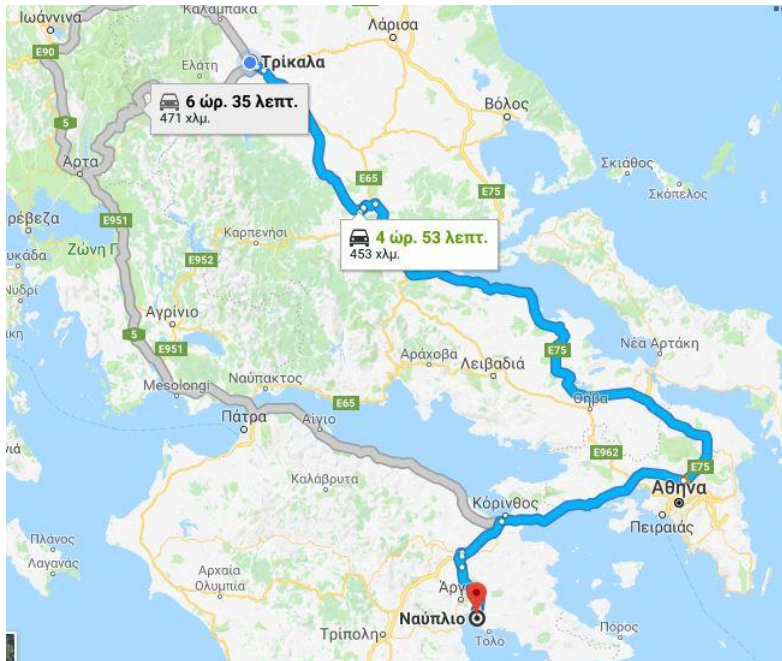 Καλαμπάκα
Ιωάννινα
Λάρισα
E90
Ελάτη
Τρίκαλα
6 ώρ. 35 λεπτ.
471 χλμ.
Βόλος
5
Άρτα
E65
E75
Σκιάθος
Σκόπελος
E951
ρέβεζα
Καρπενήσι
4 ώρ. 53 λεπτ.
453 χλμ.
Ζώνη Γ
E952
υκάδα
Νυδρί
Αγρίνιο
5
E951
E75
Νέα Αρτάκη
Αράχοβα
Λειβαδιά
Mesolongi
Ναύπακτος
E65
Θήβα
Πάτρα
Αίγιο
E962
E75
Καλάβρυτα
Κόρινθος
Αθήνα
Πειραιάς
Πλάνος
Λαγανάς
Αρχαία
Ολυμπία
Άργο
Ναύπλιο
Τρίπολη
Τολό
Πόρος